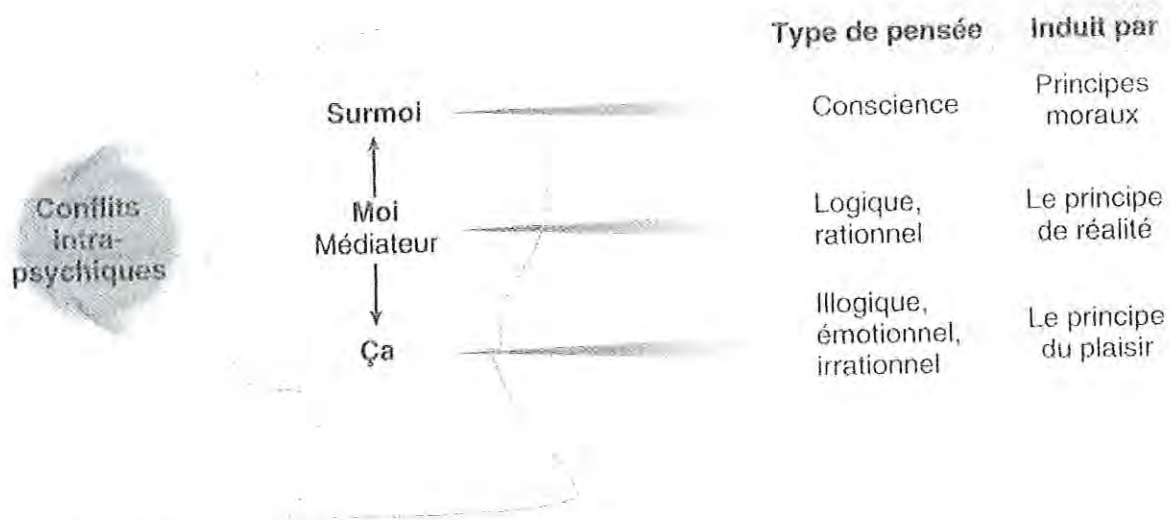 Type de pensée
Induit par
Surmoi
Conscience
Principes
moraux
Conflits
intra-
psychiques
Moi
Médiateur
Logique,
rationnel
Le principe
de réalité
Ça
Illogique,
émotionnel,
irrationnel
Le principe
du plaisir